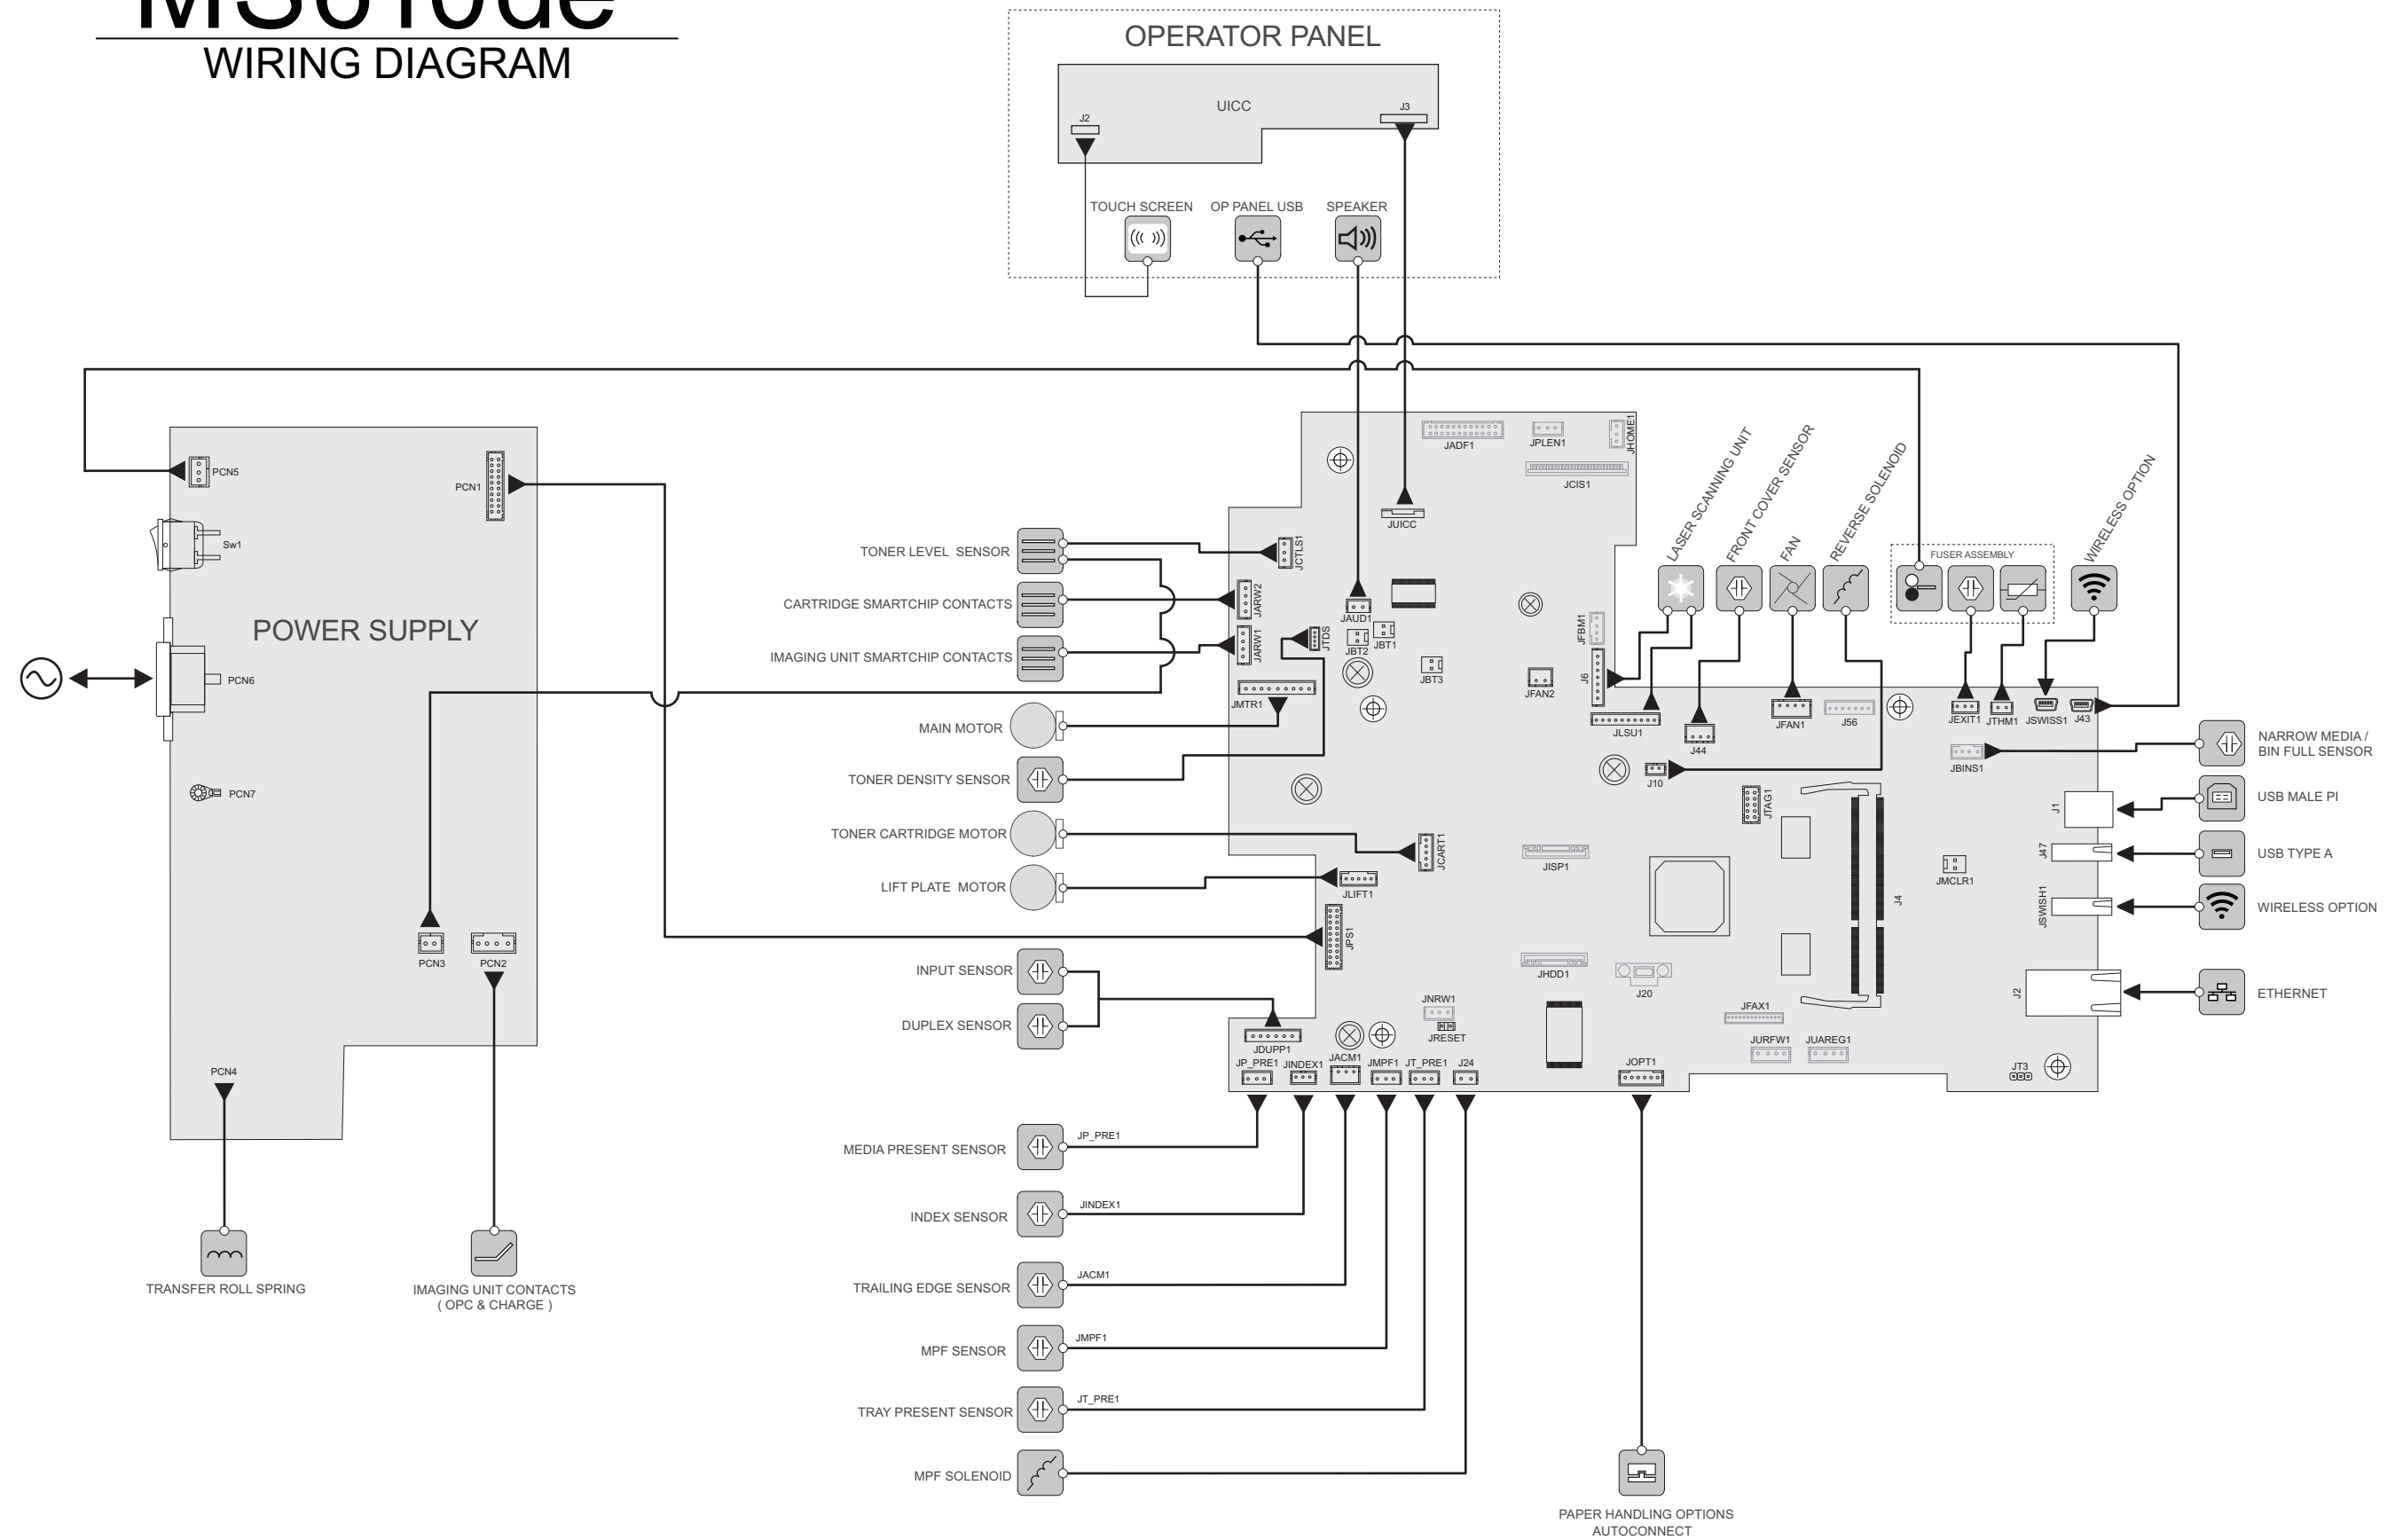 MS610de
WIRING DIAGRAM
OPERATOR PANEL
UICC
J2
J3
TOUCH SCREEN
OP PANEL USB
SPEAKER
PCN5
PCN1
Sw1
POWER SUPPLY
PCN6
PCN7
PCN3
PCN2
PCN4
TRANSFER ROLL SPRING
IMAGING UNIT CONTACTS
( OPC & CHARGE )
TONER LEVEL SENSOR
CARTRIDGE SMARTCHIP CONTACTS
IMAGING UNIT SMARTCHIP CONTACTS
MAIN MOTOR
TONER DENSITY SENSOR
TONER CARTRIDGE MOTOR
LIFT PLATE MOTOR
INPUT SENSOR
DUPLEX SENSOR
MEDIA PRESENT SENSOR
JP_PRE1
INDEX SENSOR
JINDEX1
TRAILING EDGE SENSOR
JACM1
MPF SENSOR
JMPF1
TRAY PRESENT SENSOR
JT_PRE1
MPF SOLENOID
JADF1
JPLEN1
JHOME1
JCIS1
JUICC
JCTLS1
JARW2
JARW1
JTDS
JAUD1
JBT2
JBT1
JBT3
JMTR1
JFBM1
JFAN2
J6
JLSU1
J44
JFAN1
J56
J10
JEXIT1
JTHM1
JSWISS1
J43
JBINS1
LASER SCANNING UNIT
FRONT COVER SENSOR
FAN
REVERSE SOLENOID
FUSER ASSEMBLY
WIRELESS OPTION
JTAG1
JCART1
JLIFT1
JISP1
JPS1
JHDD1
J20
J4
JMCLR1
J1
J47
JSWISH1
J2
JNRW1
JRESET
JFAX1
JURFW1
JUAREG1
JT3
JDUPP1
JP_PRE1
JINDEX1
JACM1
JMPF1
JT_PRE1
J24
JOPT1
NARROW MEDIA /
BIN FULL SENSOR
USB MALE PI
USB TYPE A
WIRELESS OPTION
ETHERNET
PAPER HANDLING OPTIONS
AUTOCONNECT